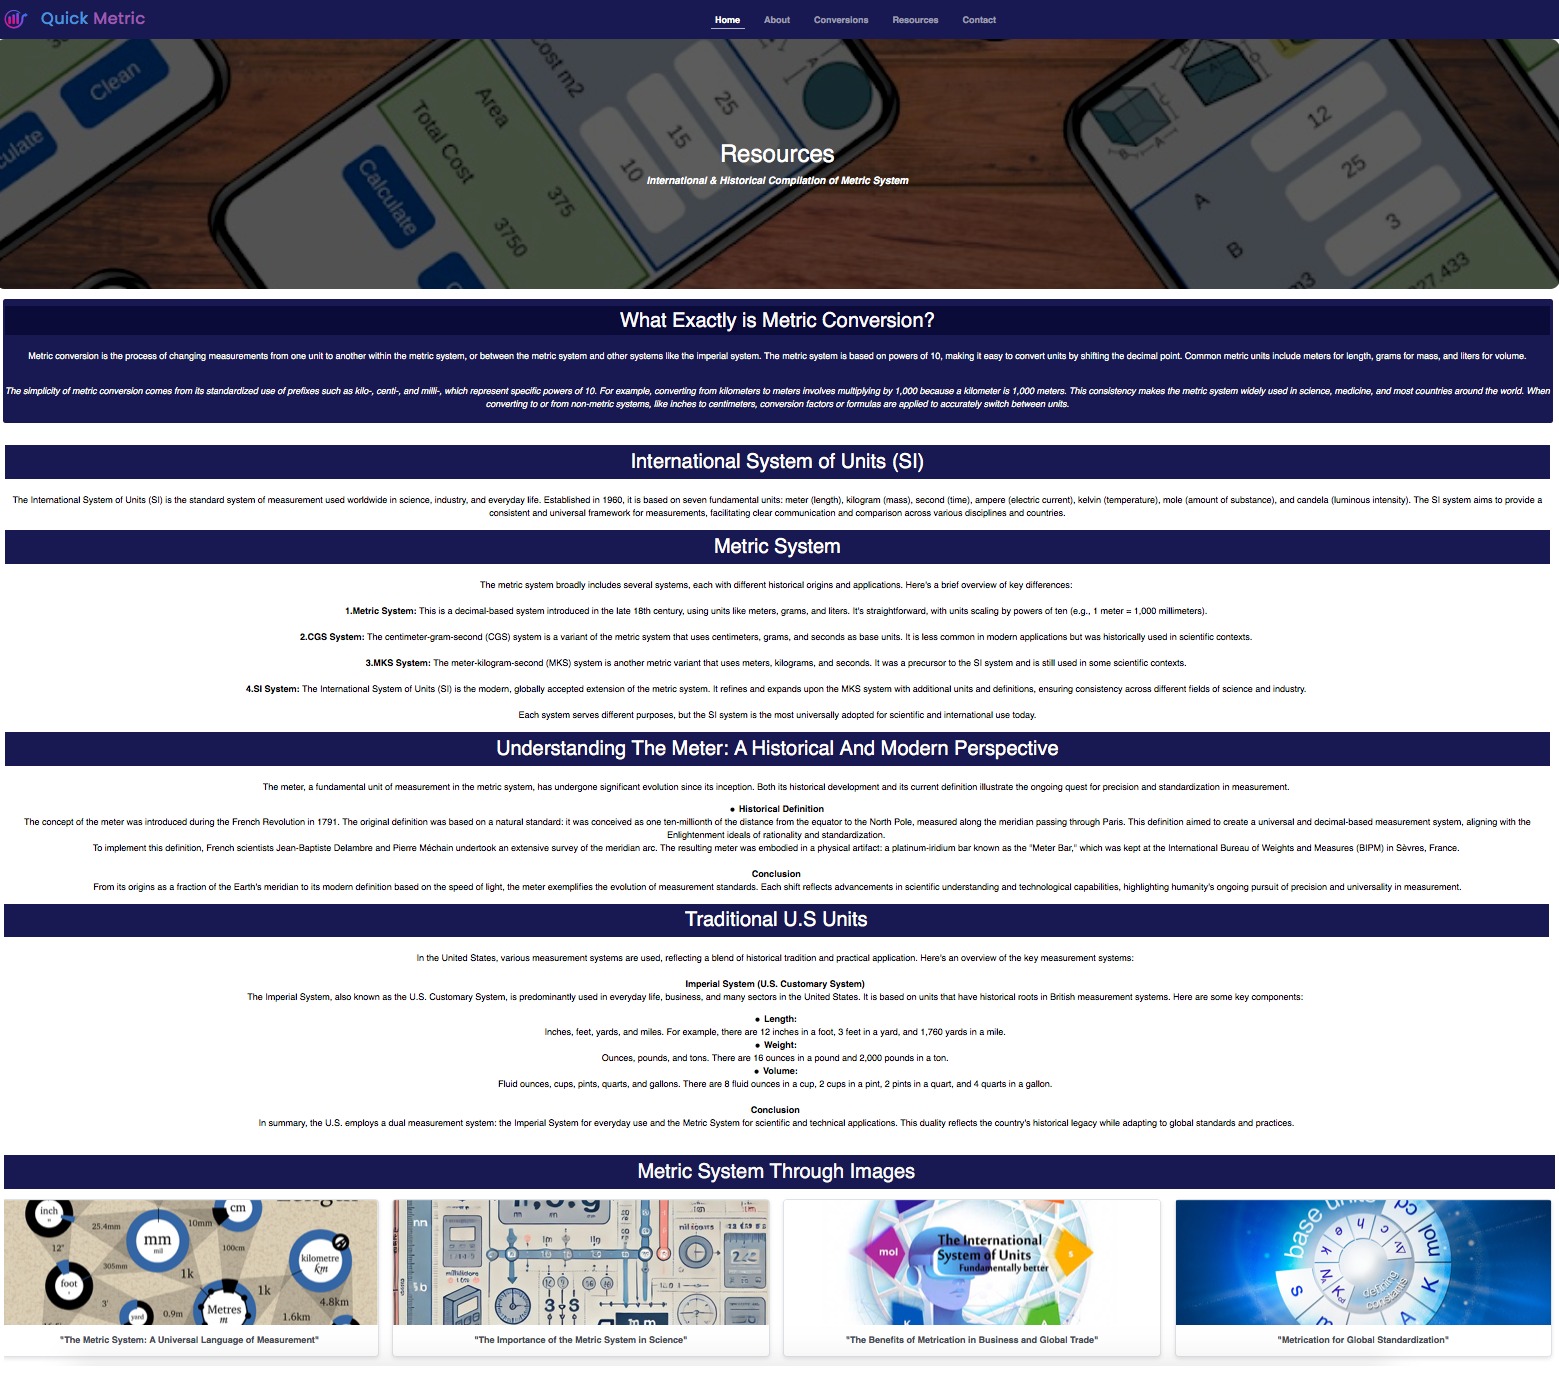 Quick Metric
Home About Conversions Resources Contact
Clean
Calculate
Total Cost
Area
Cost m2
375
3750
10
15
25
A
B
12
25
3
Resources
International & Historical Compilation of Metric System
What Exactly is Metric Conversion?
Metric conversion is the process of changing measurements from one unit to another within the metric system, or between the metric system and other systems like the imperial system. The metric system is based on powers of 10, making it easy to convert units by shifting the decimal point. Common metric units include meters for length, grams for mass, and liters for volume.
The simplicity of metric conversion comes from its standardized use of prefixes such as kilo-, centi-, and milli-, which represent specific powers of 10. For example, converting from kilometers to meters involves multiplying by 1,000 because a kilometer is 1,000 meters. This consistency makes the metric system widely used in science, medicine, and most countries around the world. When
converting to or from non-metric systems, like inches to centimeters, conversion factors or formulas are applied to accurately switch between units.
International System of Units (SI)
The International System of Units (SI) is the standard system of measurement used worldwide in science, industry, and everyday life. Established in 1960, it is based on seven fundamental units: meter (length), kilogram (mass), second (time), ampere (electric current), kelvin (temperature), mole (amount of substance), and candela (luminous intensity). The SI system aims to provide a
consistent and universal framework for measurements, facilitating clear communication and comparison across various disciplines and countries.
Metric System
The metric system broadly includes several systems, each with different historical origins and applications. Here's a brief overview of key differences:
1.Metric System: This is a decimal-based system introduced in the late 18th century, using units like meters, grams, and liters. It's straightforward, with units scaling by powers of ten (e.g., 1 meter = 1,000 millimeters).
2.CGS System: The centimeter-gram-second (CGS) system is a variant of the metric system that uses centimeters, grams, and seconds as base units. It is less common in modern applications but was historically used in scientific contexts.
3.MKS System: The meter-kilogram-second (MKS) system is another metric variant that uses meters, kilograms, and seconds. It was a precursor to the SI system and is still used in some scientific contexts.
4.SI System: The International System of Units (SI) is the modern, globally accepted extension of the metric system. It refines and expands upon the MKS system with additional units and definitions, ensuring consistency across different fields of science and industry.
Each system serves different purposes, but the SI system is the most universally adopted for scientific and international use today.
Understanding The Meter: A Historical And Modern Perspective
The meter, a fundamental unit of measurement in the metric system, has undergone significant evolution since its inception. Both its historical development and its current definition illustrate the ongoing quest for precision and standardization in measurement.
● Historical Definition
The concept of the meter was introduced during the French Revolution in 1791. The original definition was based on a natural standard: it was conceived as one ten-millionth of the distance from the equator to the North Pole, measured along the meridian passing through Paris. This definition aimed to create a universal and decimal-based measurement system, aligning with the
Enlightenment ideals of rationality and standardization.
To implement this definition, French scientists Jean-Baptiste Delambre and Pierre Méchain undertook an extensive survey of the meridian arc. The resulting meter was embodied in a physical artifact: a platinum-iridium bar known as the "Meter Bar," which was kept at the International Bureau of Weights and Measures (BIPM) in Sèvres, France.
Conclusion
From its origins as a fraction of the Earth's meridian to its modern definition based on the speed of light, the meter exemplifies the evolution of measurement standards. Each shift reflects advancements in scientific understanding and technological capabilities, highlighting humanity's ongoing pursuit of precision and universality in measurement.
Traditional U.S Units
In the United States, various measurement systems are used, reflecting a blend of historical tradition and practical application. Here's an overview of the key measurement systems:
Imperial System (U.S. Customary System)
The Imperial System, also known as the U.S. Customary System, is predominantly used in everyday life, business, and many sectors in the United States. It is based on units that have historical roots in British measurement systems. Here are some key components:
● Length:
Inches, feet, yards, and miles. For example, there are 12 inches in a foot, 3 feet in a yard, and 1,760 yards in a mile.
● Weight:
Ounces, pounds, and tons. There are 16 ounces in a pound and 2,000 pounds in a ton.
● Volume:
Fluid ounces, cups, pints, quarts, and gallons. There are 8 fluid ounces in a cup, 2 cups in a pint, 2 pints in a quart, and 4 quarts in a gallon.
Conclusion
In summary, the U.S. employs a dual measurement system: the Imperial System for everyday use and the Metric System for scientific and technical applications. This duality reflects the country's historical legacy while adapting to global standards and practices.
Metric System Through Images
inch
12"
25.4mm
mm
mil
10mm
cm
100cm
305mm
foot
3'
yard
0.9m
1k
Metres
m
1k
1.6km
kilometre
km
4.8km
mol
The International
System of Units
Fundamentally better
s
K
A
base units
mol
K
A
s
defining
constants
"The Metric System: A Universal Language of Measurement"
"The Importance of the Metric System in Science"
"The Benefits of Metrication in Business and Global Trade"
"Metrication for Global Standardization"